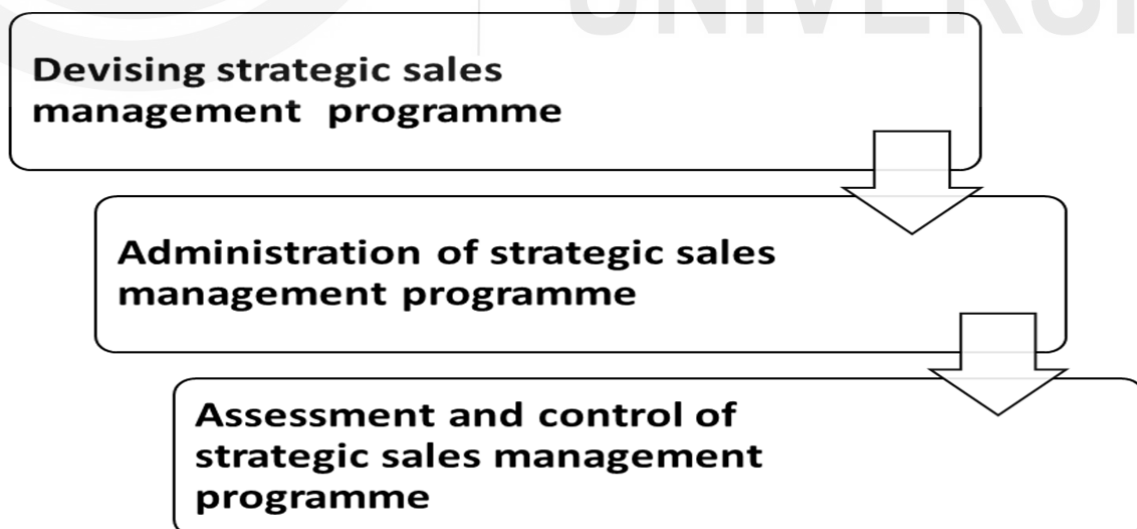 UNIVERSI
Devising strategic sales
management programme
Administration of strategic sales
management programme
Assessment and control of
strategic sales management
programme